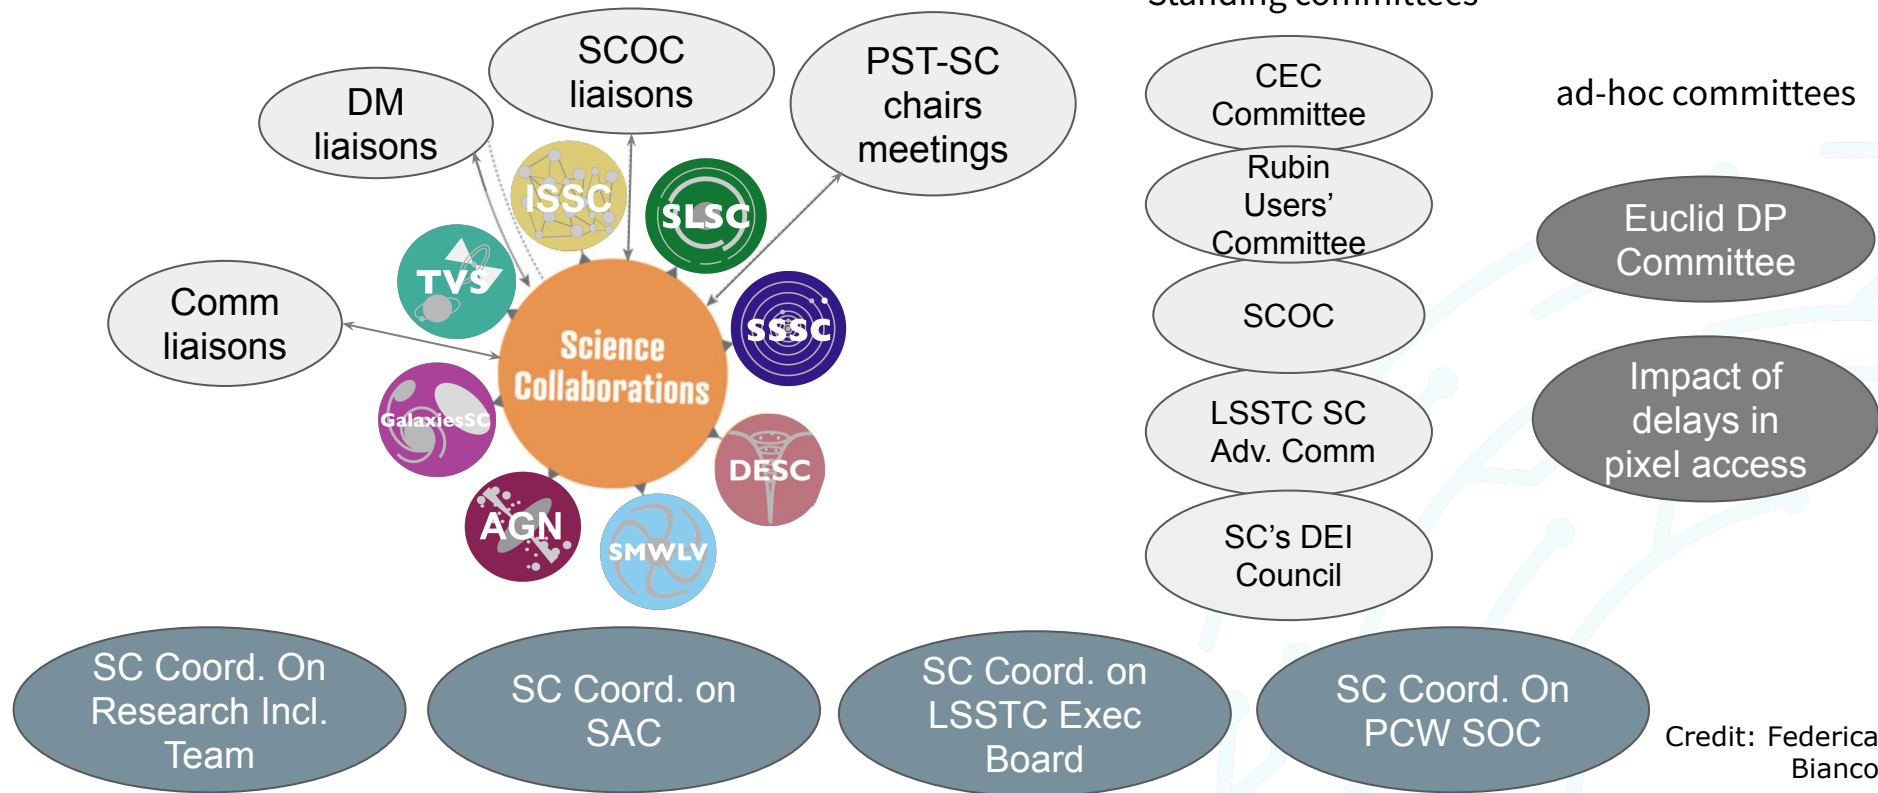 Standing committees
SCOC
liaisons
PST-SC
chairs
meetings
DM
liaisons
Comm
liaisons
ISSC
SLSC
TVS
SSSC
Science
Collaborations
GalaxiesSC
DESC
AGN
SMWLV
CEC
Committee
Rubin
Users’
Committee
SCOC
LSSTC SC
Adv. Comm
SC’s DEI
Council
ad-hoc committees
Euclid DP
Committee
Impact of
delays in
pixel access
SC Coord. On
Research Incl.
Team
SC Coord. on
SAC
SC Coord. on
LSSTC Exec
Board
SC Coord. On
PCW SOC
Credit: Federica
Bianco